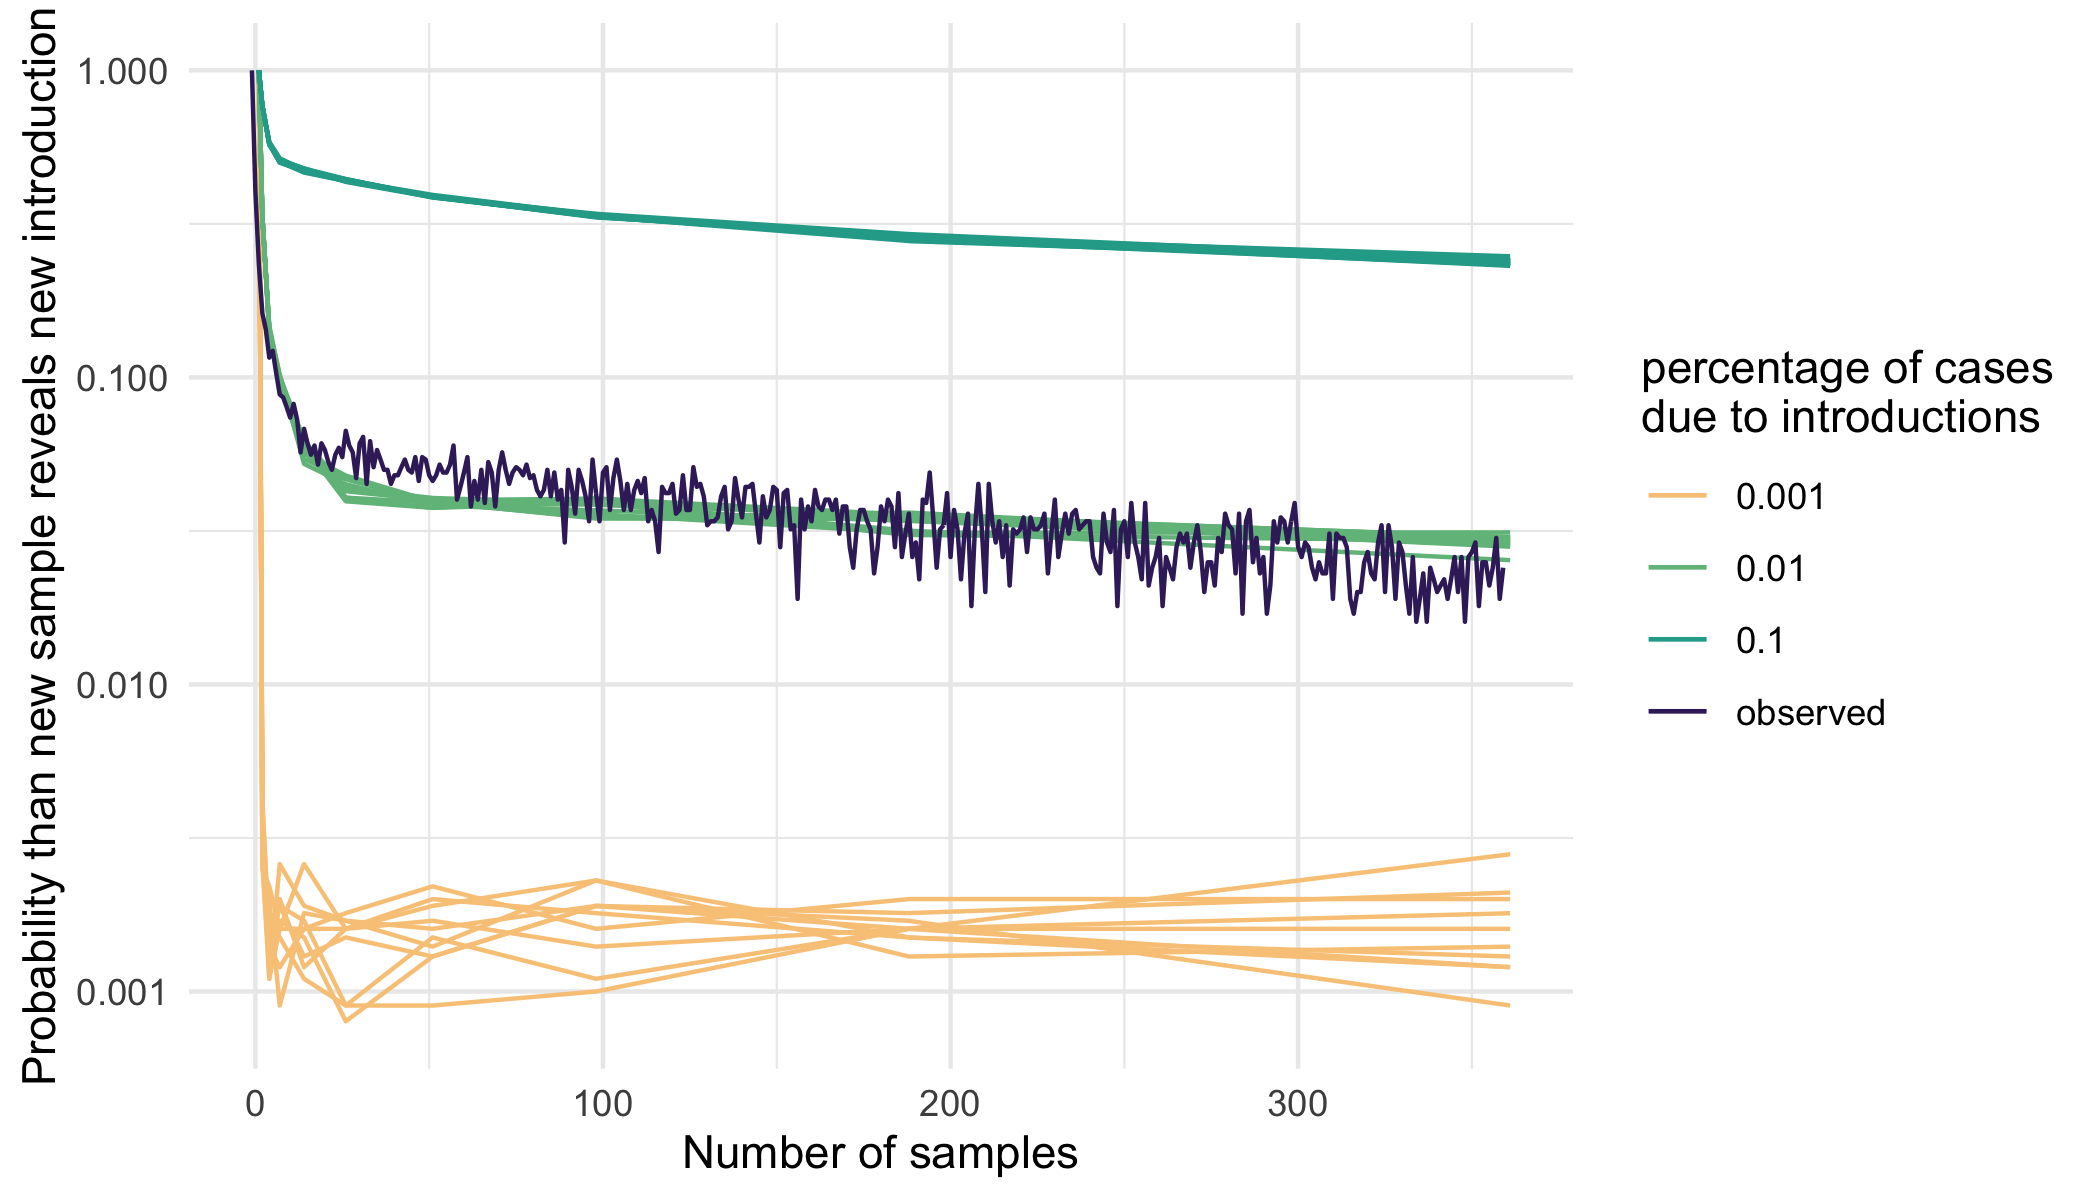 Probability than new sample reveals new introduction
1.000
0.100
0.010
0.001
0
100
200
300
Number of samples
percentage of cases
due to introductions
0.001
0.01
0.1
observed